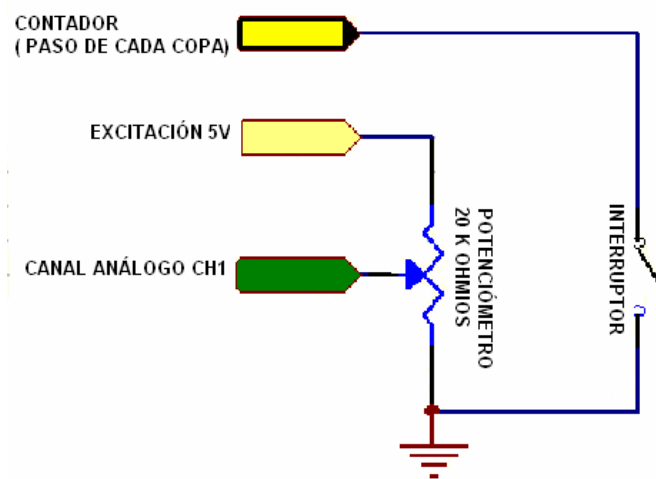 CONTADOR
( PASO DE CADA COPA)
EXCITACIÓN 5V
CANAL ANÁLOGO CH1
POTENCIÓMETRO
20 K OHMIOS
INTERRUPTOR